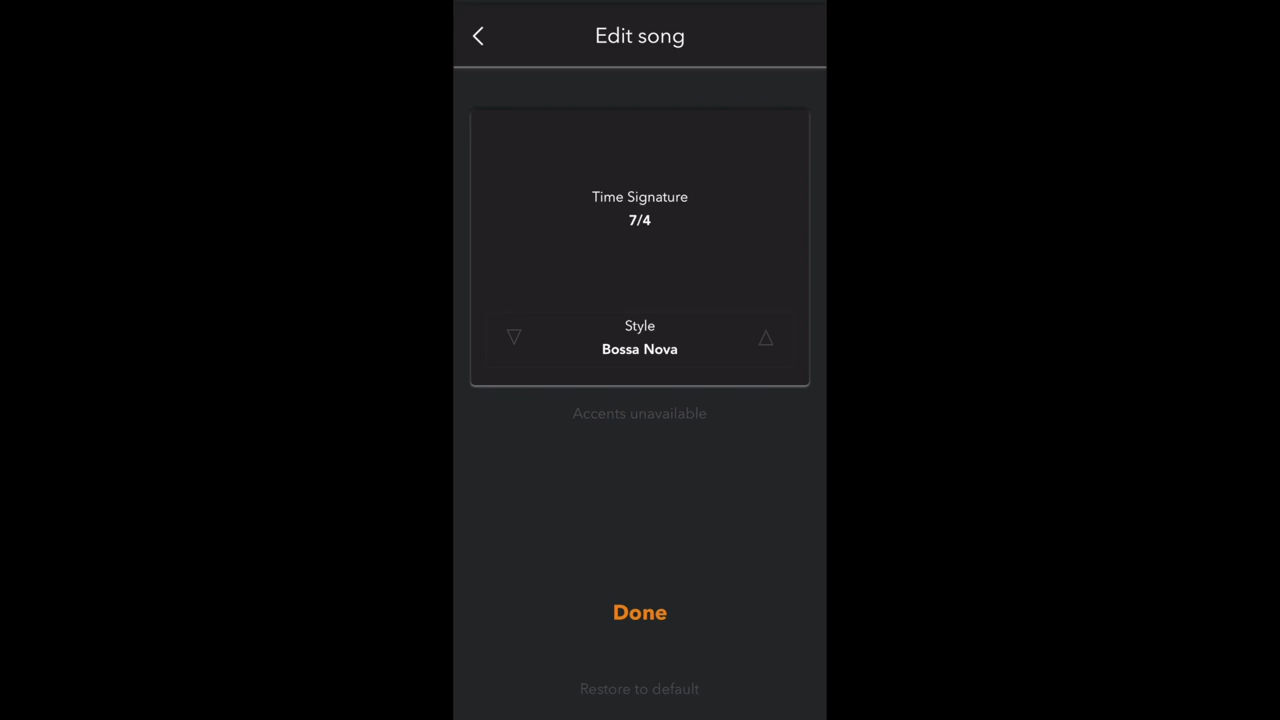 Edit song
Time Signature
7/4
Style
Bossa Nova
Accents unavailable
Done
Restore to default